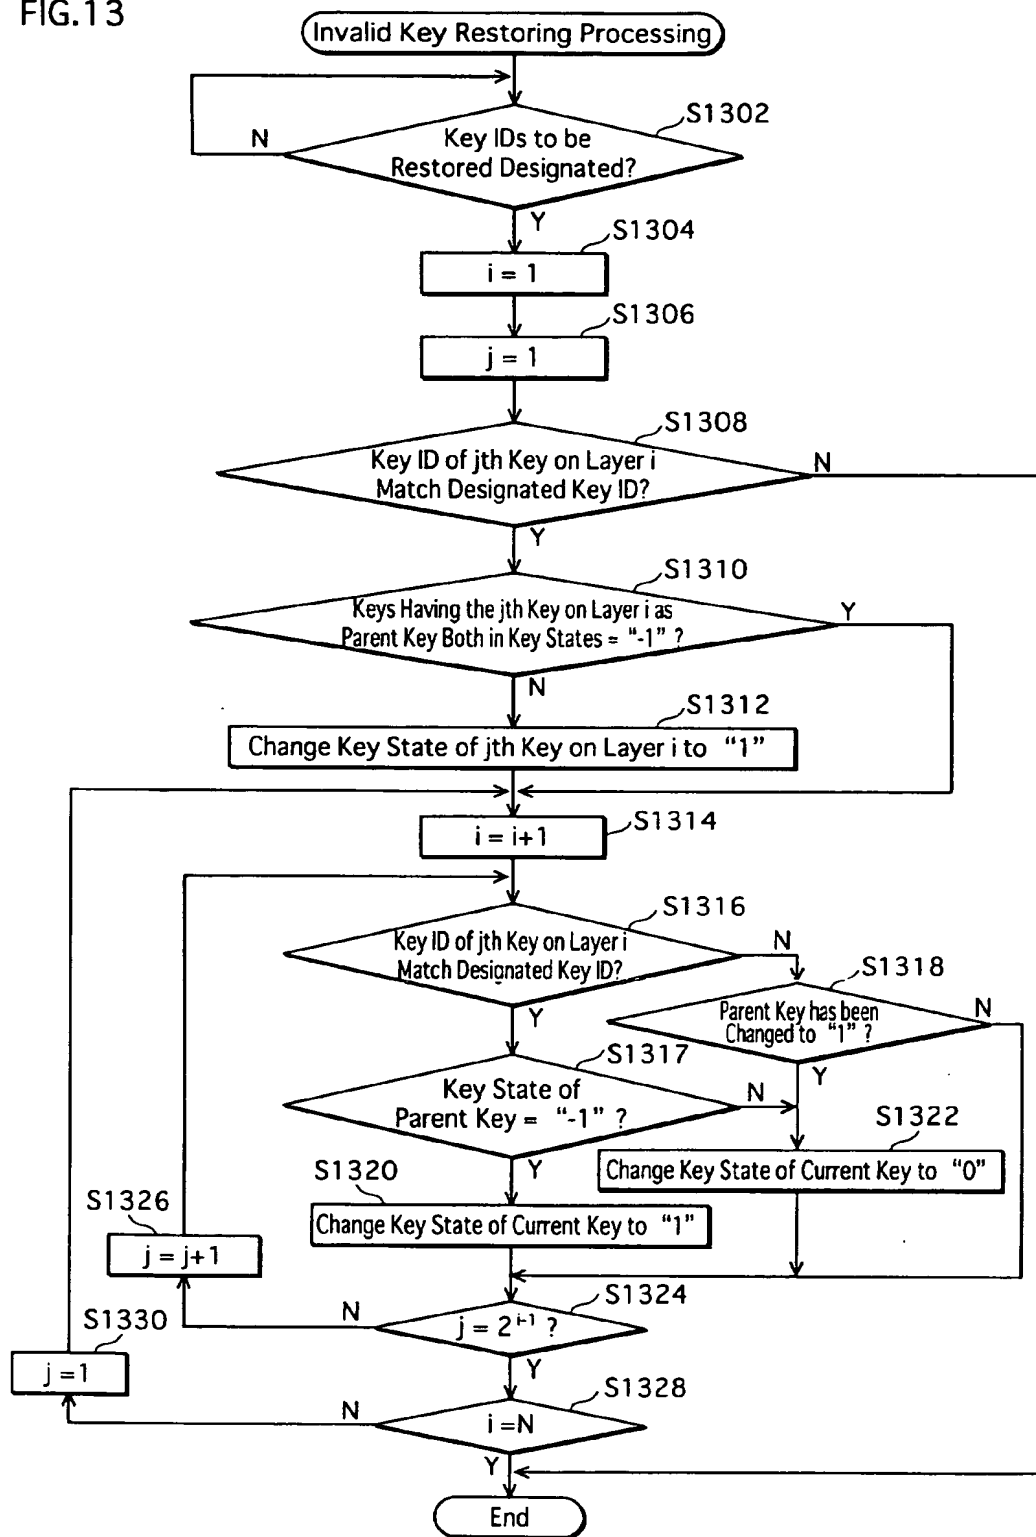 FIG.13
Invalid Key Restoring Processing
S1302
N
Key IDs to be
Restored Designated?
Y
S1304
i = 1
S1306
j = 1
S1308
Key ID of jth Key on Layer i
Match Designated Key ID?
N
Y
S1310
Keys Having the jth Key on Layer i as
Parent Key Both in Key States = “-1” ?
Y
N
S1312
Change Key State of jth Key on Layer i to “1”
i = i+1
S1314
S1316
Key ID of jth Key on Layer i
Match Designated Key ID?
N
Y
S1318
Parent Key has been
Changed to “1” ?
N
Y
S1317
Key State of
Parent Key = “-1” ?
N
Y
S1322
Change Key State of Current Key to “0”
S1320
Change Key State of Current Key to “1”
S1326
j = j+1
S1324
j = 2^{i-1} ?
N
Y
S1330
j =1
S1328
i =N
N
Y
End